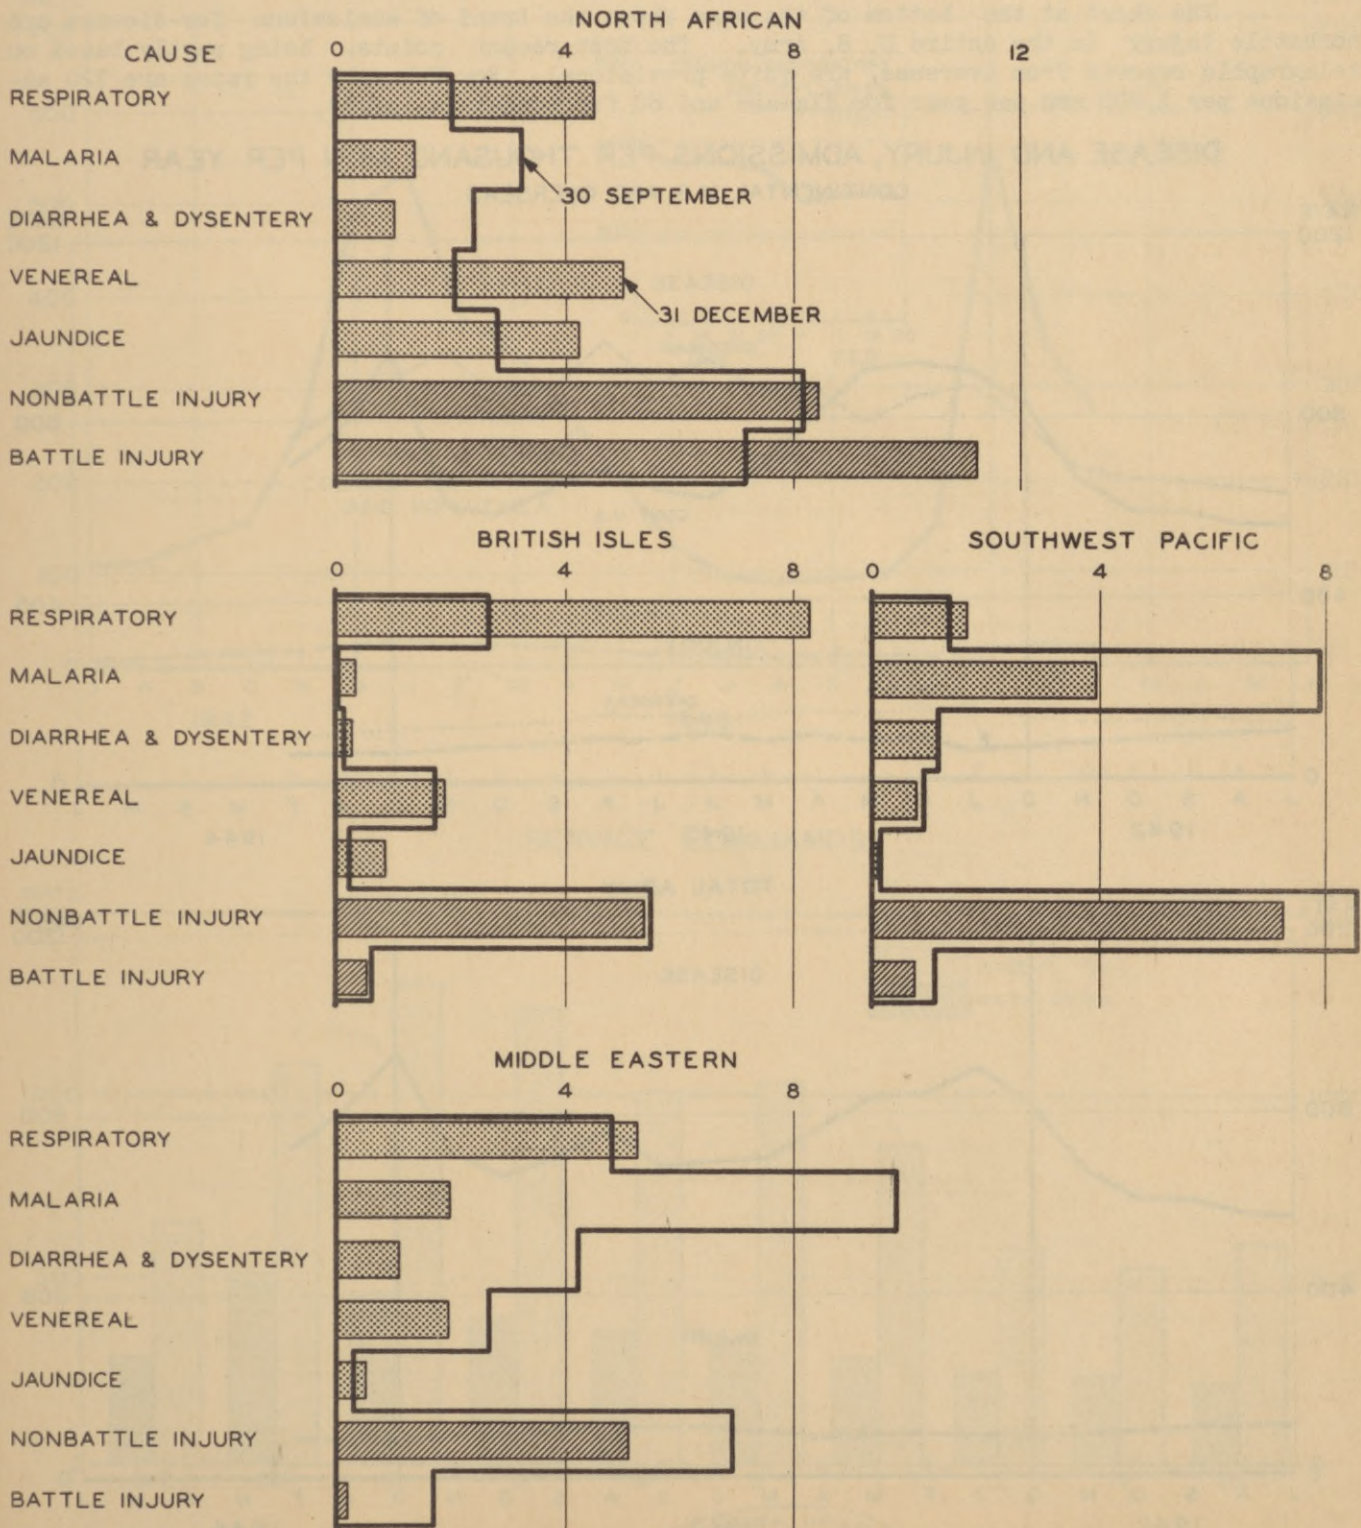 NORTH AFRICAN
CAUSE 0 4 8 12
RESPIRATORY
MALARIA
30 SEPTEMBER
DIARRHEA & DYSENTERY
VENEREAL
31 DECEMBER
JAUNDICE
NONBATTLE INJURY
BATTLE INJURY
BRITISH ISLES
0 4 8
SOUTHWEST PACIFIC
0 4 8
RESPIRATORY
MALARIA
DIARRHEA & DYSENTERY
VENEREAL
JAUNDICE
NONBATTLE INJURY
BATTLE INJURY
MIDDLE EASTERN
0 4 8
RESPIRATORY
MALARIA
DIARRHEA & DYSENTERY
VENEREAL
JAUNDICE
NONBATTLE INJURY
BATTLE INJURY